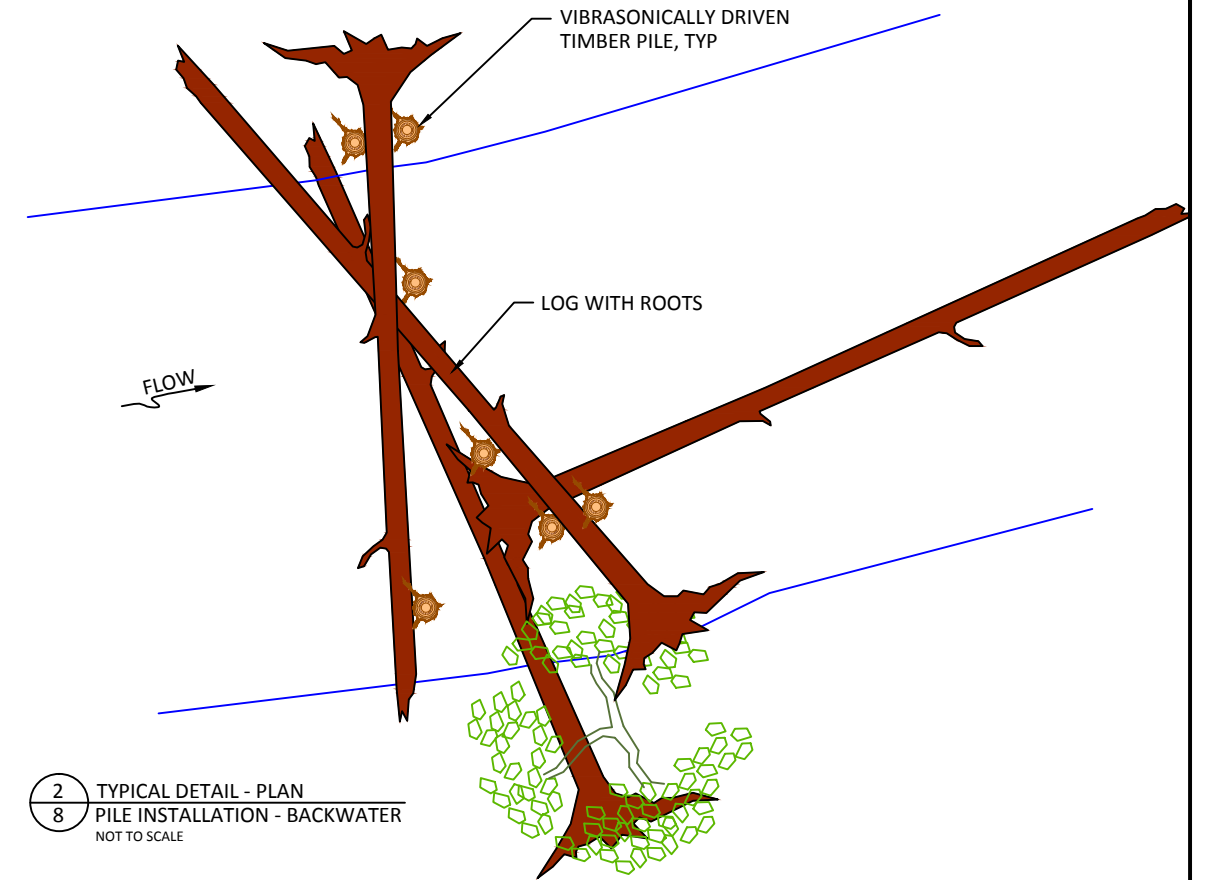 VIBRASONICALLY DRIVEN
TIMBER PILE, TYP
LOG WITH ROOTS
FLOW
2
8
TYPICAL DETAIL - PLAN
PILE INSTALLATION - BACKWATER
NOT TO SCALE